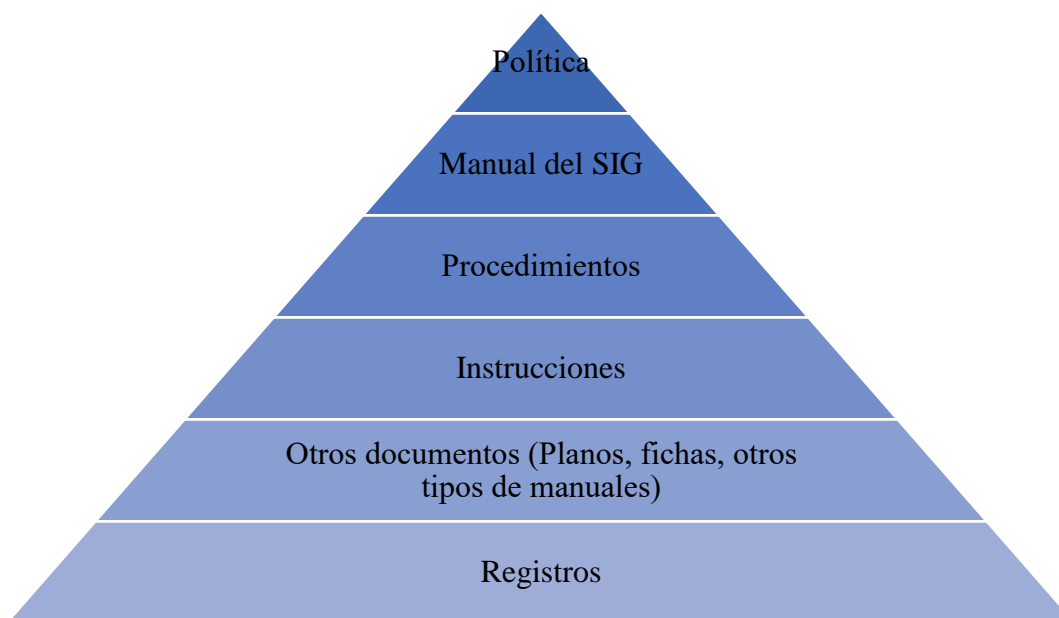 Política
Manual del SIG
Procedimientos
Instrucciones
Otros documentos (Planos, fichas, otros
tipos de manuales)
Registros